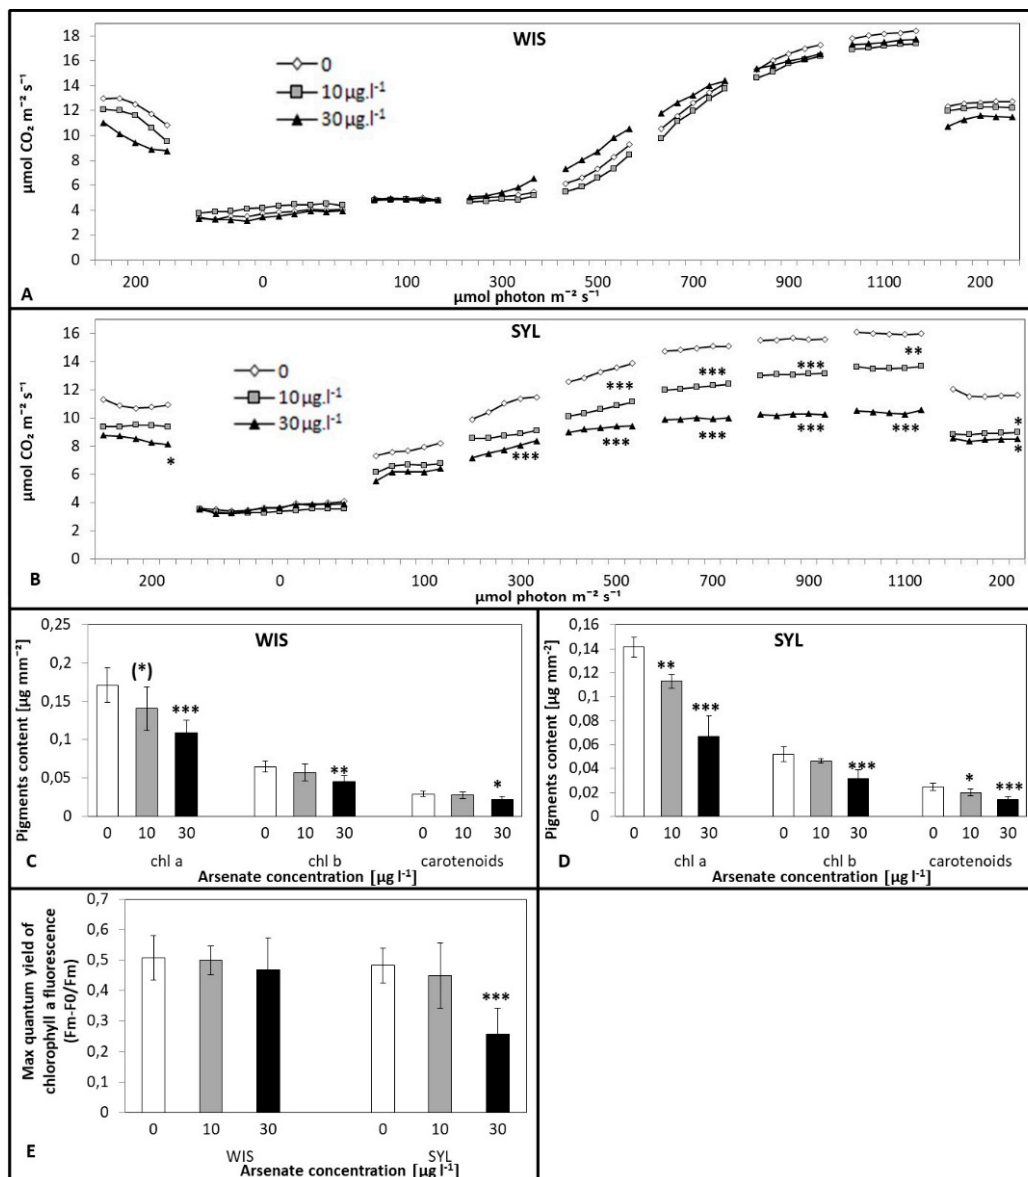 WIS
μmol CO₂ m⁻² s⁻¹
18
16
14
12
10
8
6
4
2
0
0
10 μg.l⁻¹
30 μg.l⁻¹
200 0 100 300 500 700 900 1100 200
μmol photon m⁻² s⁻¹
A
SYL
μmol CO₂ m⁻² s⁻¹
16
14
12
10
8
6
4
2
0
0
10 μg.l⁻¹
30 μg.l⁻¹
* *** *** *** *** *** *** *** ** *** * *
200 0 100 300 500 700 900 1100 200
μmol photon m⁻² s⁻¹
B
WIS
Pigments content [μg mm⁻²]
0,25
0,2
0,15
0,1
0,05
0
(*) *** ** *
0 10 30 0 10 30 0 10 30
chl a chl b carotenoids
Arsenate concentration [μg l⁻¹]
C
SYL
Pigments content [μg mm⁻²]
0,16
0,14
0,12
0,1
0,08
0,06
0,04
0,02
0
** *** *** * ***
0 10 30 0 10 30 0 10 30
chl a chl b carotenoids
Arsenate concentration [μg l⁻¹]
D
Max quantum yield of
chlorophyll a fluorescence
(Fm-F0/Fm)
0,7
0,6
0,5
0,4
0,3
0,2
0,1
0
***
0 10 30 0 10 30
WIS SYL
Arsenate concentration [μg l⁻¹]
E